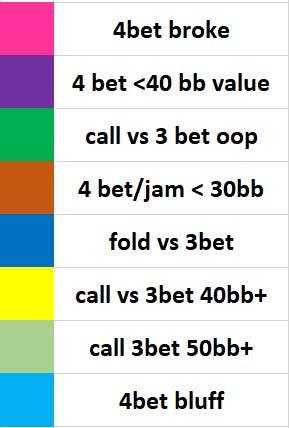 4bet broke
4 bet <40 bb value
call vs 3 bet oop
4 bet/jam < 30bb
fold vs 3bet
call vs 3bet 40bb+
call 3bet 50bb+
4bet bluff